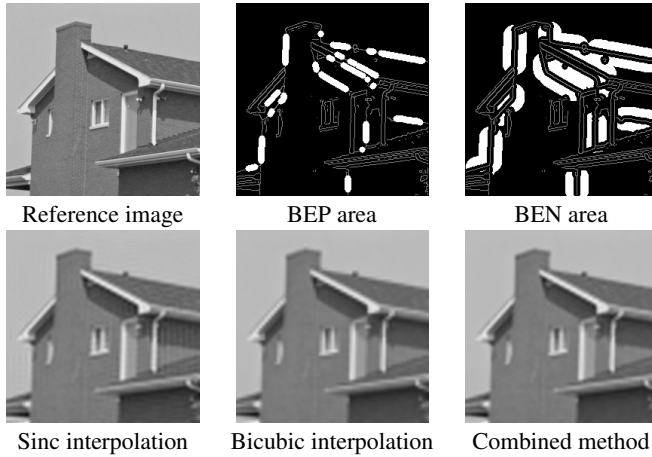 Reference image
BEP area
BEN area
Sinc interpolation
Bicubic interpolation
Combined method